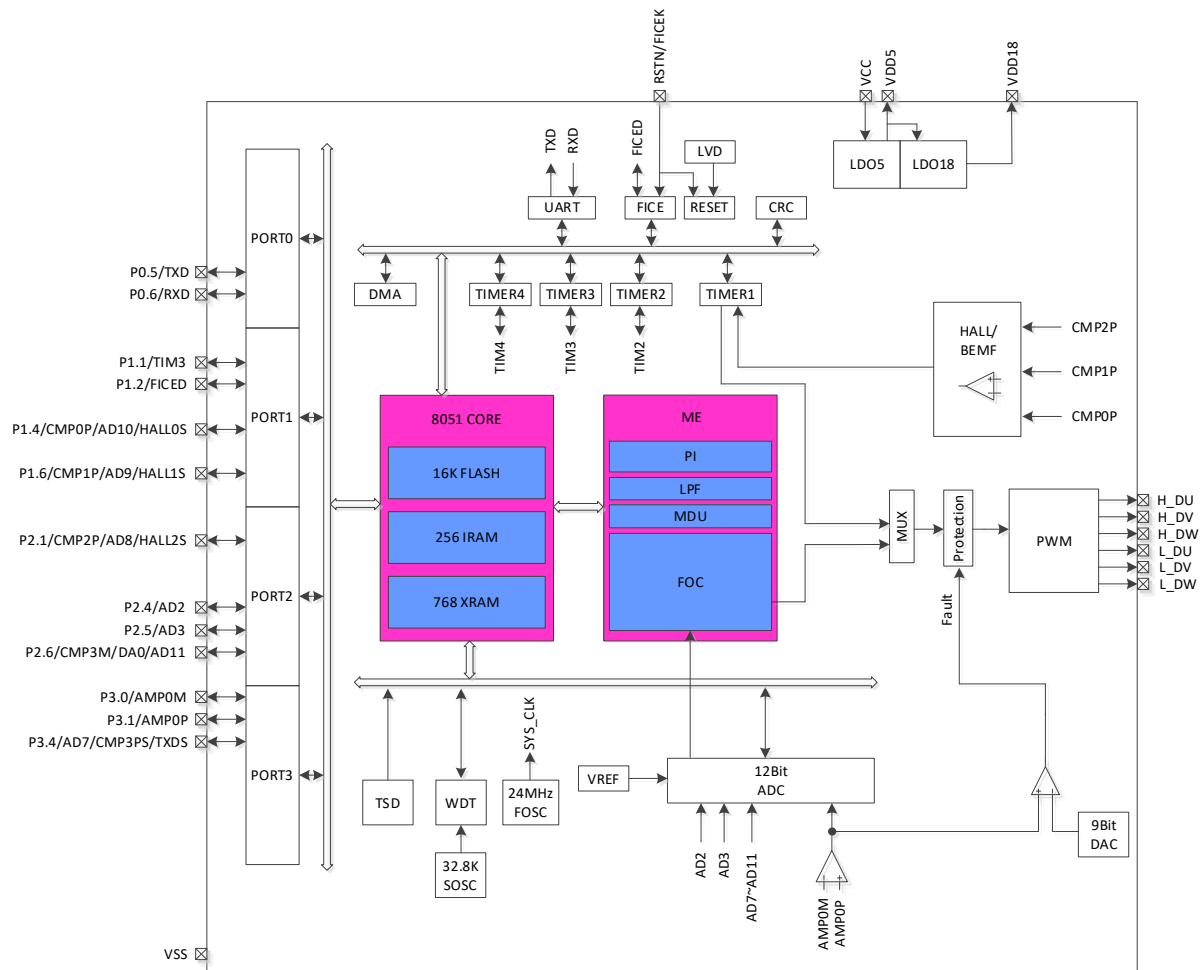 RSTN/FICEK
VCC
VDD5
VDD18
TXD
RXD
FICED
LVD
LDO5
LDO18
UART
FICE
RESET
CRC
PORT0
P0.5/TXD
P0.6/RXD
DMA
TIMER4
TIMER3
TIMER2
TIMER1
TIM4
TIM3
TIM2
HALL/
BEMF
CMP2P
CMP1P
CMP0P
P1.1/TIM3
P1.2/FICED
P1.4/CMP0P/AD10/HALL0S
P1.6/CMP1P/AD9/HALL1S
PORT1
8051 CORE
16K FLASH
256 IRAM
768 XRAM
ME
PI
LPF
MDU
FOC
MUX
Protection
Fault
PWM
H_DU
H_DV
H_DW
L_DU
L_DV
L_DW
P2.1/CMP2P/AD8/HALL2S
P2.4/AD2
P2.5/AD3
P2.6/CMP3M/DA0/AD11
PORT2
P3.0/AMP0M
P3.1/AMP0P
P3.4/AD7/CMP3PS/TXDS
PORT3
SYS_CLK
TSD
WDT
24MHz
FOSC
32.8K
SOSC
VREF
12Bit
ADC
AD2
AD3
AD7~AD11
AMP0M
AMP0P
9Bit
DAC
VSS